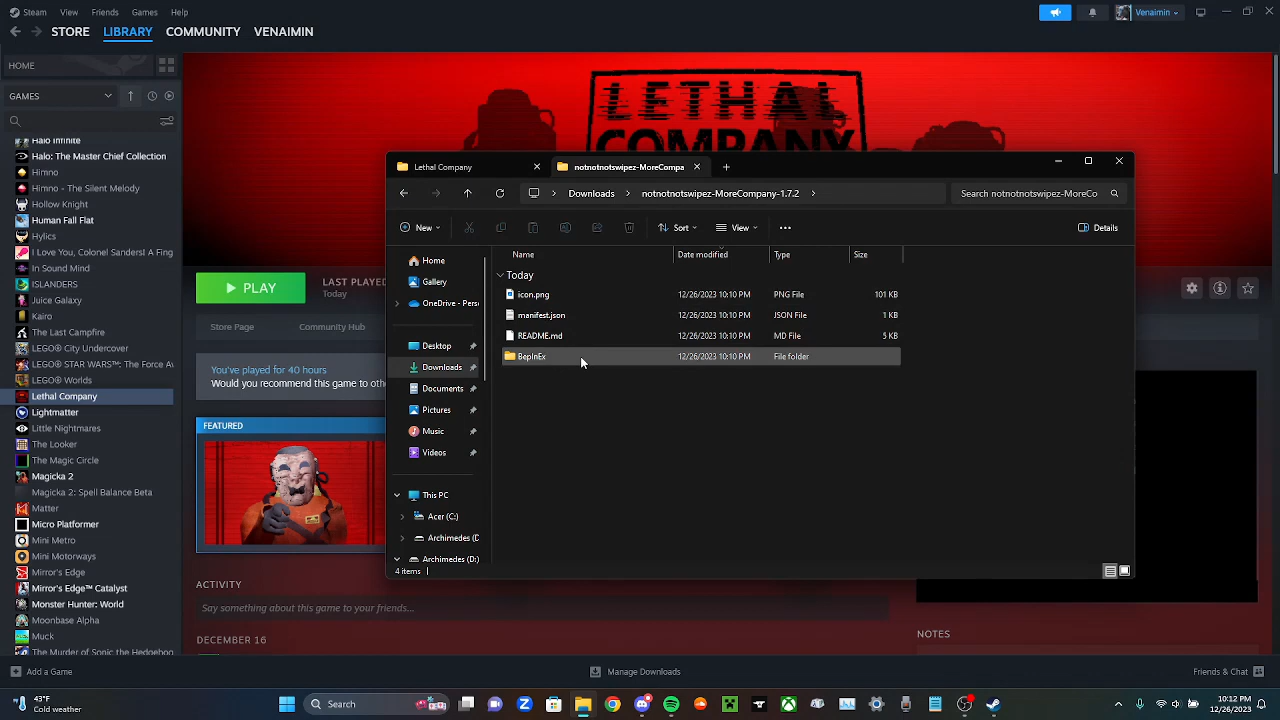 Steam View Friends Games Help
Venaimin
STORE LIBRARY COMMUNITY VENAIMIN
HOME
GAMES
Halo Infinite
Halo: The Master Chief Collection
Himno
Himno - The Silent Melody
Hollow Knight
Human Fall Flat
Hylics
I Love You, Colonel Sanders! A Fing
In Sound Mind
ISLANDERS
Juice Galaxy
Kairo
The Last Campfire
LEGO® City Undercover
LEGO® STAR WARS™: The Skywa
LEGO® Worlds
Lethal Company
Lightmatter
Little Nightmares
The Looker
The Magic Circle
Magicka 2
Magicka 2: Spell Balance Beta
Matter
Micro Platformer
Mini Metro
Mini Motorways
Mirror's Edge
Mirror's Edge™ Catalyst
Monster Hunter: World
Moonbase Alpha
Muck
The Murder of Sonic the Hedgehog
LETHAL
COMPANY
PLAY
LAST PLAYED
Today
Store Page Community Hub
You've played for 40 hours
Would you recommend this game to othe
FEATURED
ACTIVITY
Say something about this game to your friends...
DECEMBER 16
NOTES
Lethal Company
notnotnotswipez-MoreCompa
Downloads notnotnotswipez-MoreCompany-1.7.2
Search notnotnotswipez-MoreCo
New Sort View Details
Home
Gallery
OneDrive - Pers
Desktop
Downloads
Documents
Pictures
Music
Videos
This PC
Acer (C:)
Archimedes (D
Archimedes (D:)
Name Date modified Type Size
Today
icon.png 12/26/2023 10:10 PM PNG File 101 KB
manifest.json 12/26/2023 10:10 PM JSON File 1 KB
README.md 12/26/2023 10:10 PM MD File 5 KB
BepInEx 12/26/2023 10:10 PM File folder
4 items
Add a Game
Manage Downloads
Friends & Chat
43°F
Cold weather
Search
10:12 PM
12/26/2023